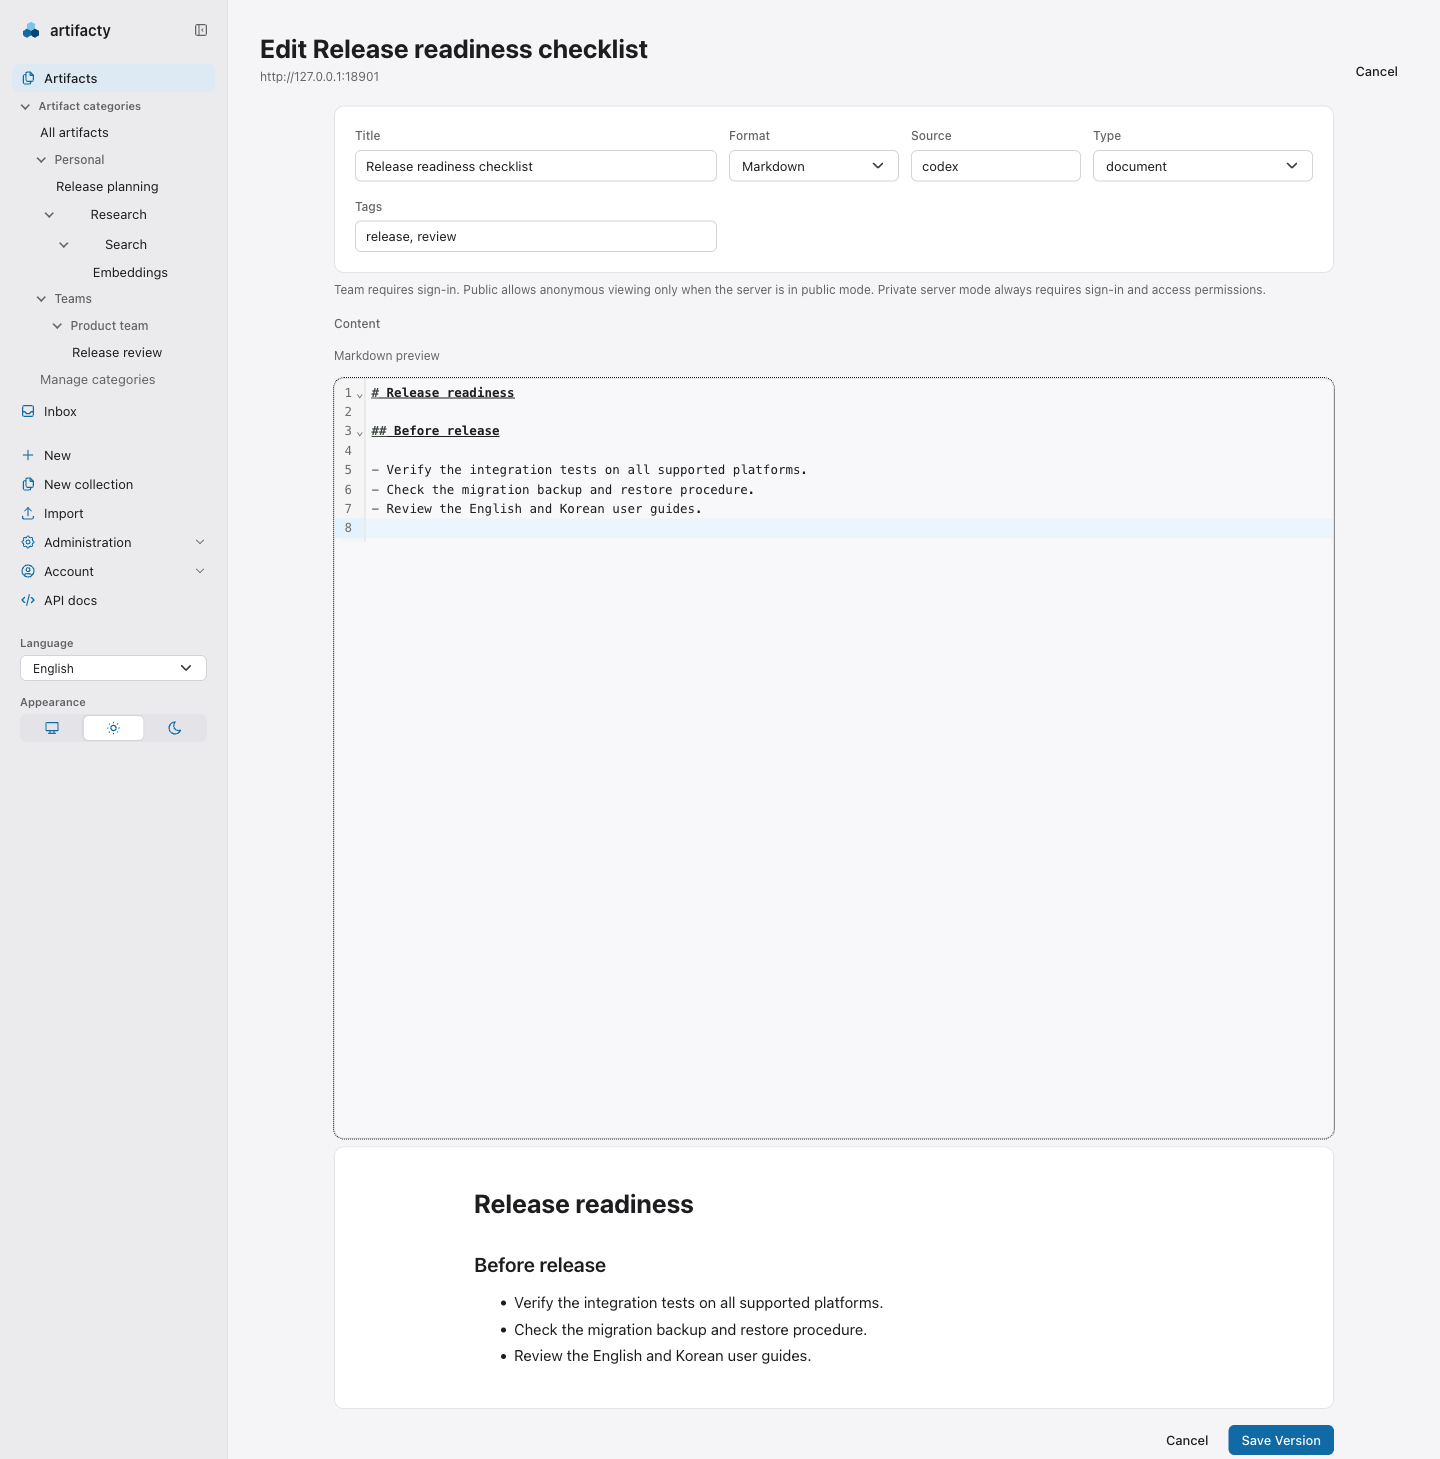 artifacty
Artifacts
Artifact categories
All artifacts
Personal
Release planning
Research
Search
Embeddings
Teams
Product team
Release review
Manage categories
Inbox
New
New collection
Import
Administration
Account
API docs
Language
English
Appearance
Edit Release readiness checklist
http://127.0.0.1:18901
Cancel
Title
Release readiness checklist
Format
Markdown
Source
codex
Type
document
Tags
release, review
Team requires sign-in. Public allows anonymous viewing only when the server is in public mode. Private server mode always requires sign-in and access permissions.
Content
Markdown preview
1 # Release readiness
2
3 ## Before release
4
5 - Verify the integration tests on all supported platforms.
6 - Check the migration backup and restore procedure.
7 - Review the English and Korean user guides.
8
Release readiness
Before release
• Verify the integration tests on all supported platforms.
• Check the migration backup and restore procedure.
• Review the English and Korean user guides.
Cancel
Save Version